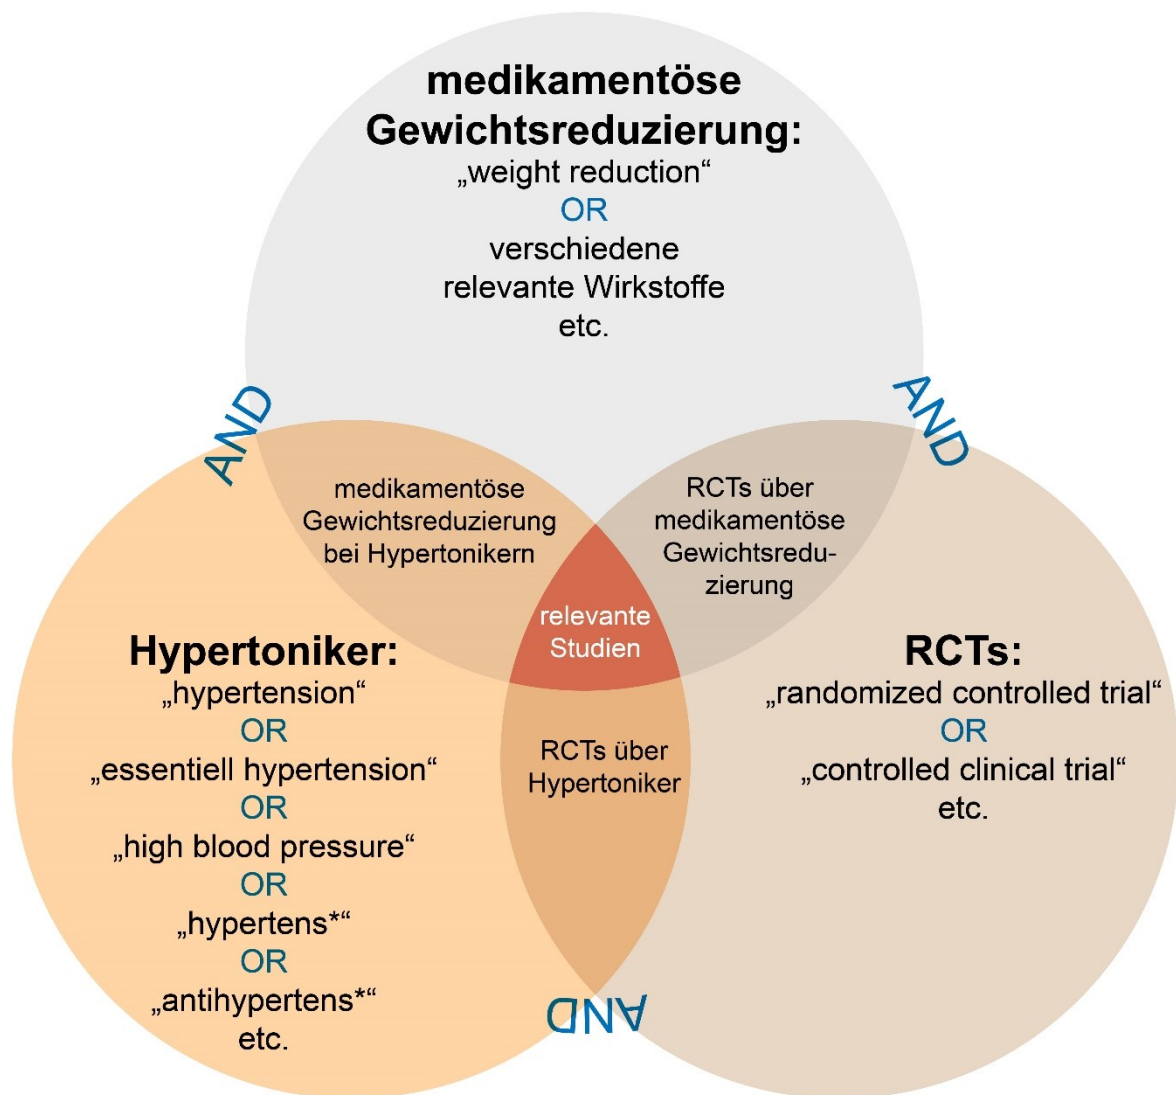 medikamentöse
Gewichtsreduzierung:
„weight reduction“
OR
verschiedene
relevante Wirkstoffe
etc.
AND
AND
medikamentöse
Gewichtsreduzierung
bei Hypertonikern
RCTs über
medikamentöse
Gewichtsredu-
zierung
relevante
Studien
Hypertoniker:
„hypertension“
OR
„essentiell hypertension“
OR
„high blood pressure“
OR
„hypertens*“
OR
„antihypertens*“
etc.
RCTs über
Hypertoniker
RCTs:
„randomized controlled trial“
OR
„controlled clinical trial“
etc.
AND